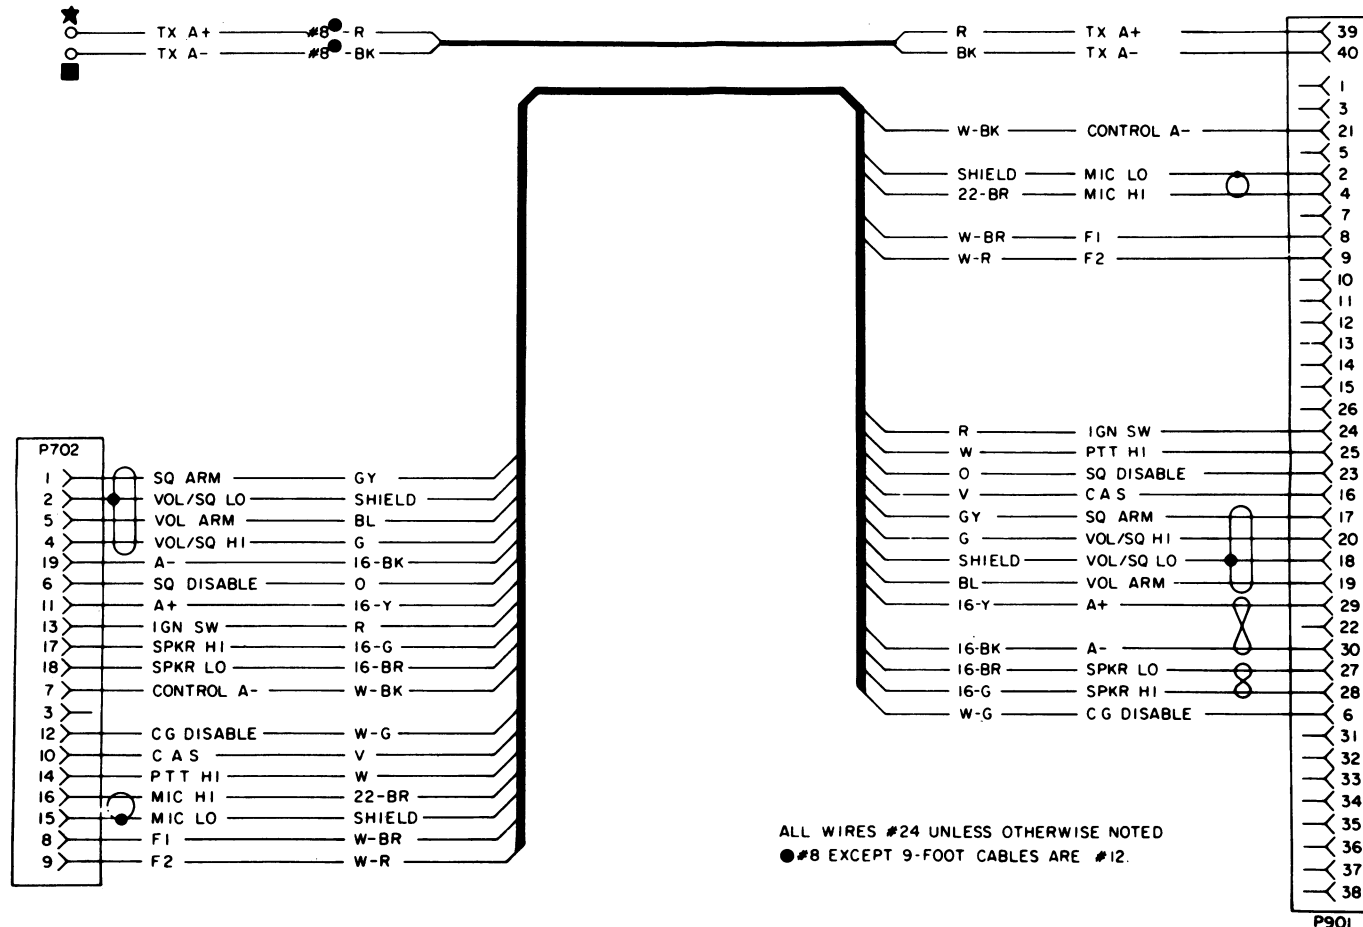 TX A+ #8 -R R TX A+ 39
TX A- #8 -BK BK TX A- 40
1
3
W-BK CONTROL A- 21
5
SHIELD MIC LO 2
22-BR MIC HI 4
7
W-BR F1 8
W-R F2 9
10
11
12
13
14
15
26
R IGN SW 24
W PTT HI 25
O SQ DISABLE 23
V CAS 16
GY SQ ARM 17
G VOL/SQ HI 20
SHIELD VOL/SQ LO 18
BL VOL ARM 19
16-Y A+ 29
22
16-BK A- 30
16-BR SPKR LO 27
16-G SPKR HI 28
W-G CG DISABLE 6
31
32
33
34
35
36
37
38
P901
P702
1 SQ ARM GY
2 VOL/SQ LO SHIELD
5 VOL ARM BL
4 VOL/SQ HI G
19 A- 16-BK
6 SQ DISABLE O
11 A+ 16-Y
13 IGN SW R
17 SPKR HI 16-G
18 SPKR LO 16-BR
7 CONTROL A- W-BK
3
12 CG DISABLE W-G
10 CAS V
14 PTT HI W
16 MIC HI 22-BR
15 MIC LO SHIELD
8 F1 W-BR
9 F2 W-R
ALL WIRES #24 UNLESS OTHERWISE NOTED
●#8 EXCEPT 9-FOOT CABLES ARE #12.